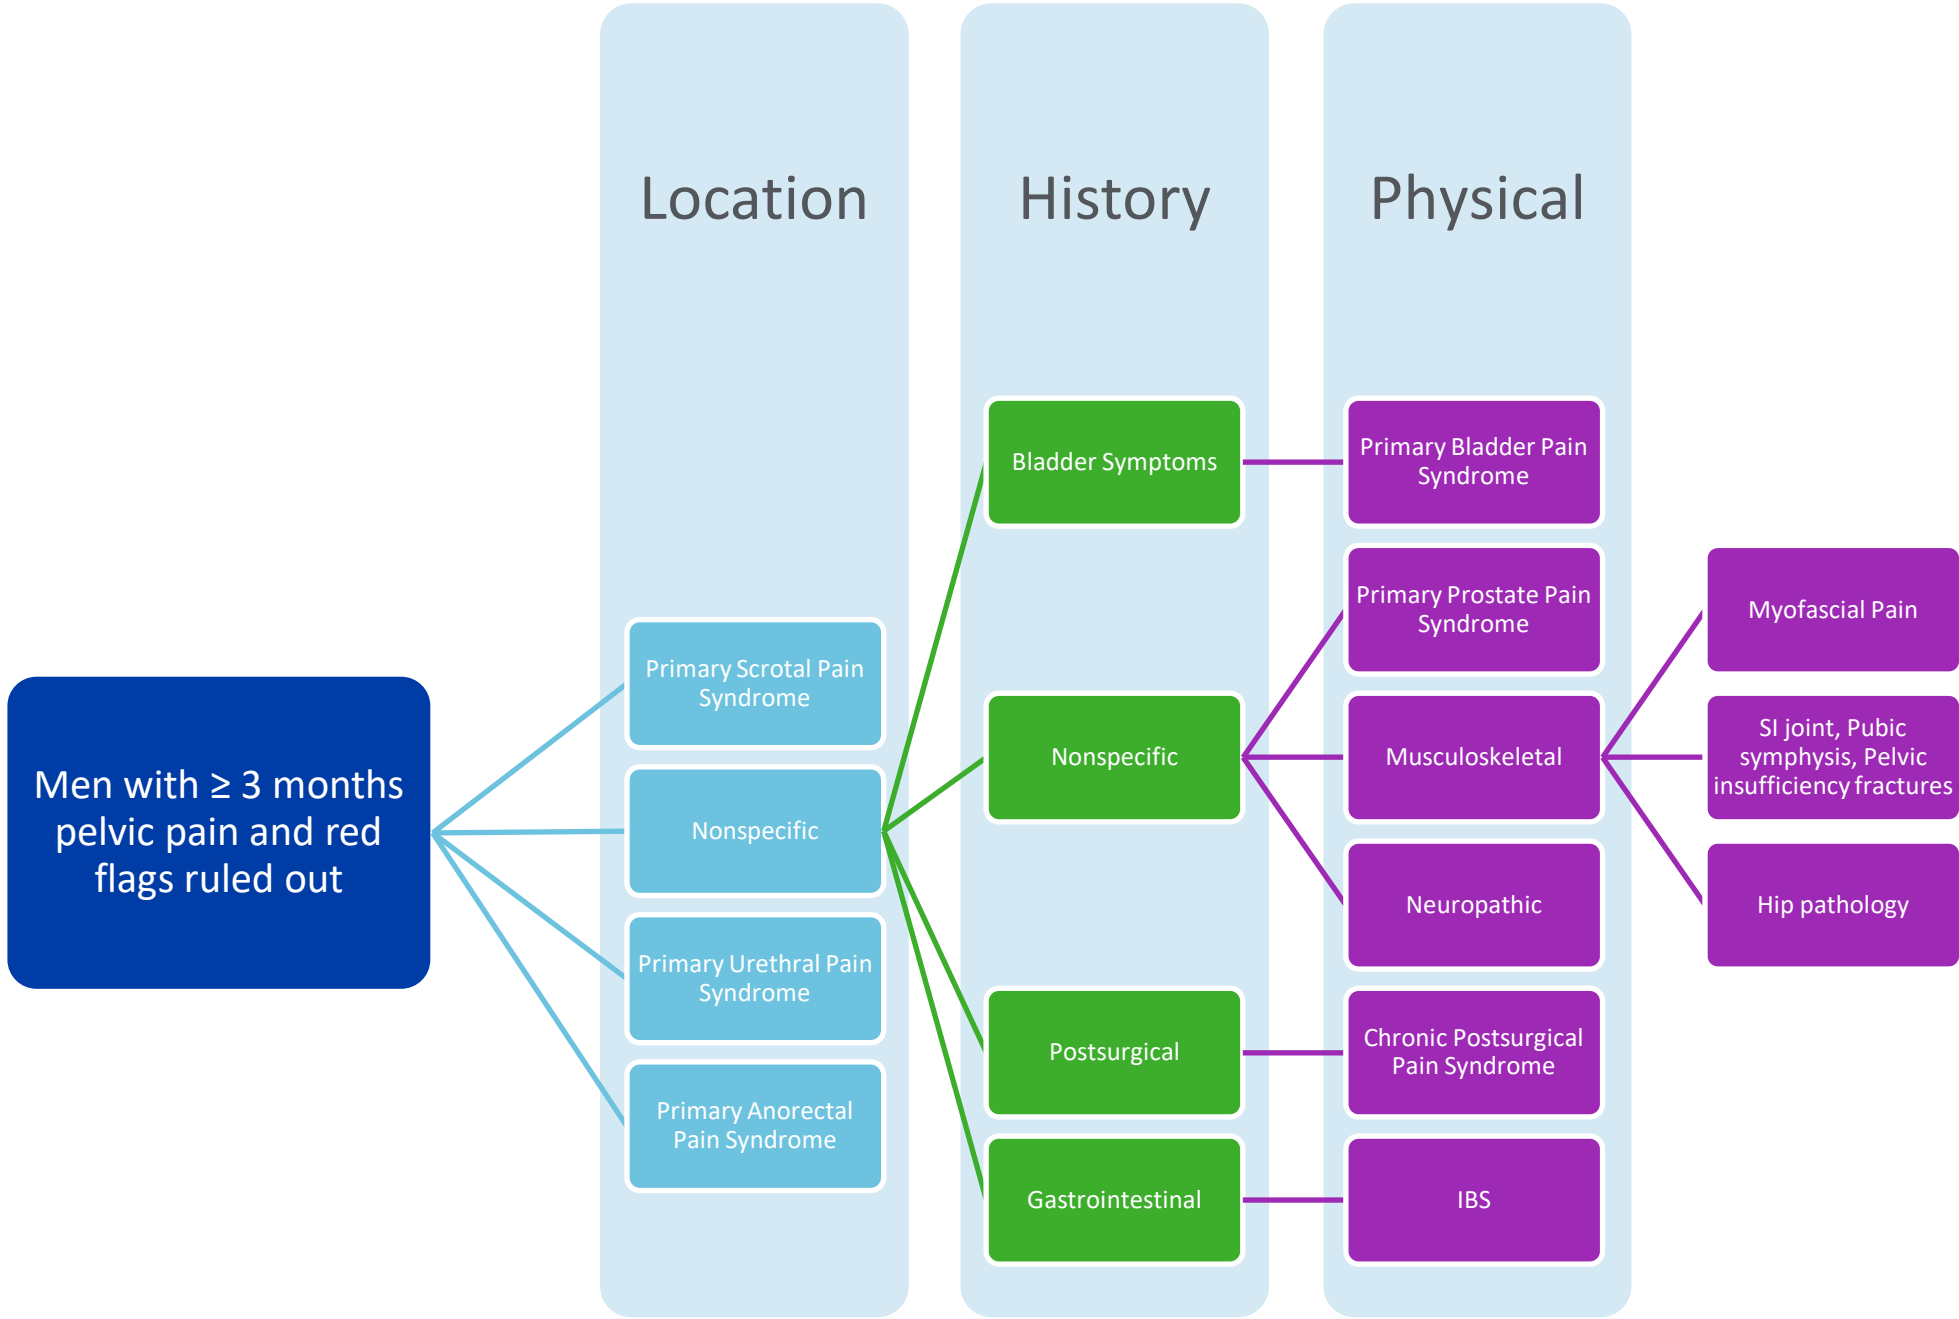 Location
History
Physical
Men with ≥ 3 months
pelvic pain and red
flags ruled out
Primary Scrotal Pain
Syndrome
Nonspecific
Primary Urethral Pain
Syndrome
Primary Anorectal
Pain Syndrome
Bladder Symptoms
Nonspecific
Postsurgical
Gastrointestinal
Primary Bladder Pain
Syndrome
Primary Prostate Pain
Syndrome
Musculoskeletal
Neuropathic
Chronic Postsurgical
Pain Syndrome
IBS
Myofascial Pain
SI joint, Pubic
symphysis, Pelvic
insufficiency fractures
Hip pathology